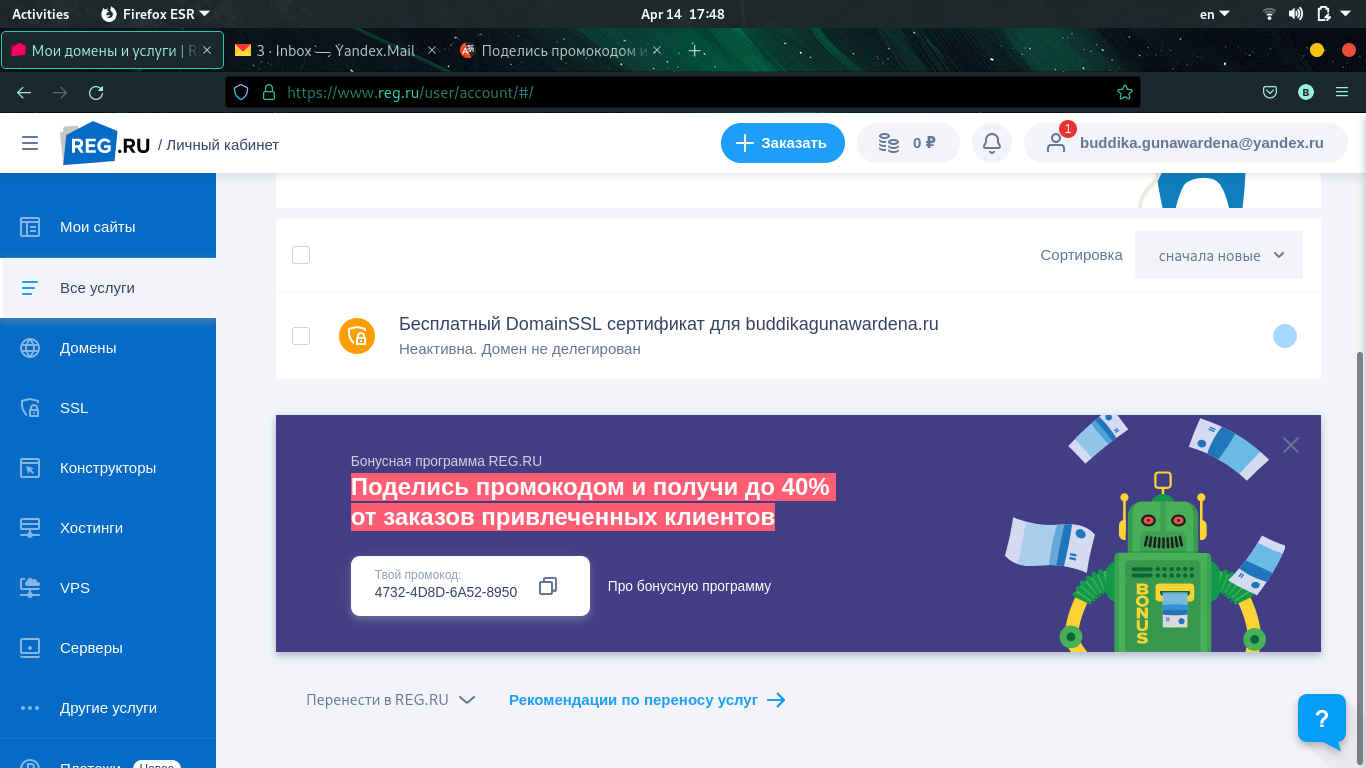 Activities
Firefox ESR
Apr 14 17:48
en
Мои домены и услуги | R
3 · Inbox — Yandex.Mail
Поделись промокодом и
https://www.reg.ru/user/account/#/
B
REG.RU
/ Личный кабинет
Заказать
0 ₽
1
buddika.gunawardena@yandex.ru
Мои сайты
Все услуги
Домены
SSL
Конструкторы
Хостинги
VPS
Серверы
Другие услуги
Платежи
Новое
Сортировка
сначала новые
Бесплатный DomainSSL сертификат для buddikagunawardena.ru
Неактивна. Домен не делегирован
Бонусная программа REG.RU
Поделись промокодом и получи до 40%
от заказов привлеченных клиентов
Твой промокод:
4732-4D8D-6A52-8950
Про бонусную программу
BONUS
Перенести в REG.RU
Рекомендации по переносу услуг
?